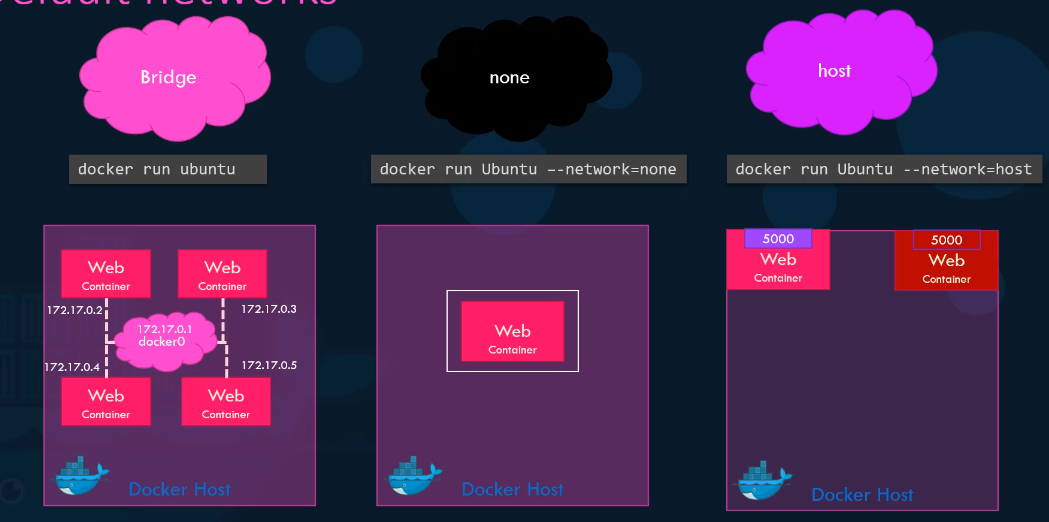 Default networks
Bridge
none
host
docker run ubuntu
docker run Ubuntu --network=none
docker run Ubuntu --network=host
Web
Container
Web
Container
172.17.0.2
172.17.0.3
172.17.0.1
docker0
172.17.0.4
172.17.0.5
Web
Container
Web
Container
Docker Host
Web
Container
Docker Host
5000
Web
Container
5000
Web
Container
Docker Host